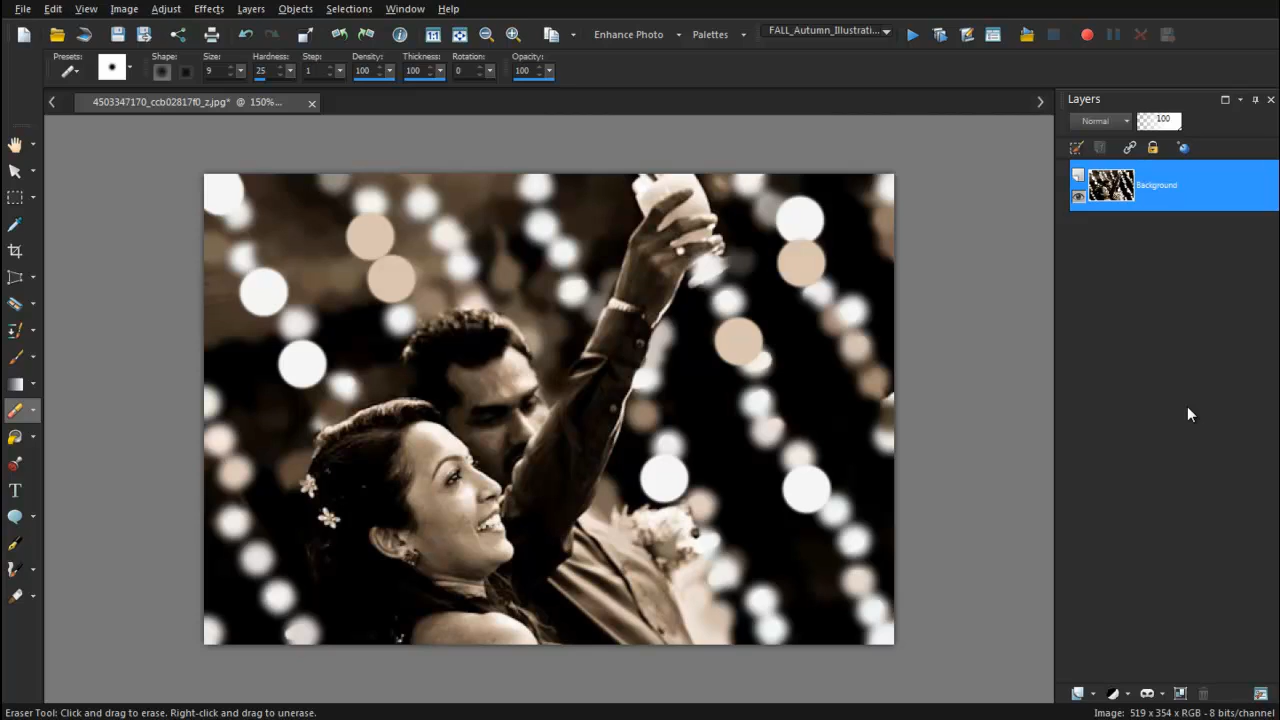 File Edit View Image Adjust Effects Layers Objects Selections Window Help
Enhance Photo Palettes FALL_Autumn_Illustrati...
Presets: Shape: Size: Hardness: Step: Density: Thickness: Rotation: Opacity:
9 25 1 100 100 0 100
4503347170_ccb02817f0_z.jpg* @ 150%...
Layers
Normal 100
Background
Eraser Tool: Click and drag to erase. Right-click and drag to unerase.
Image: 519 x 354 x RGB - 8 bits/channel